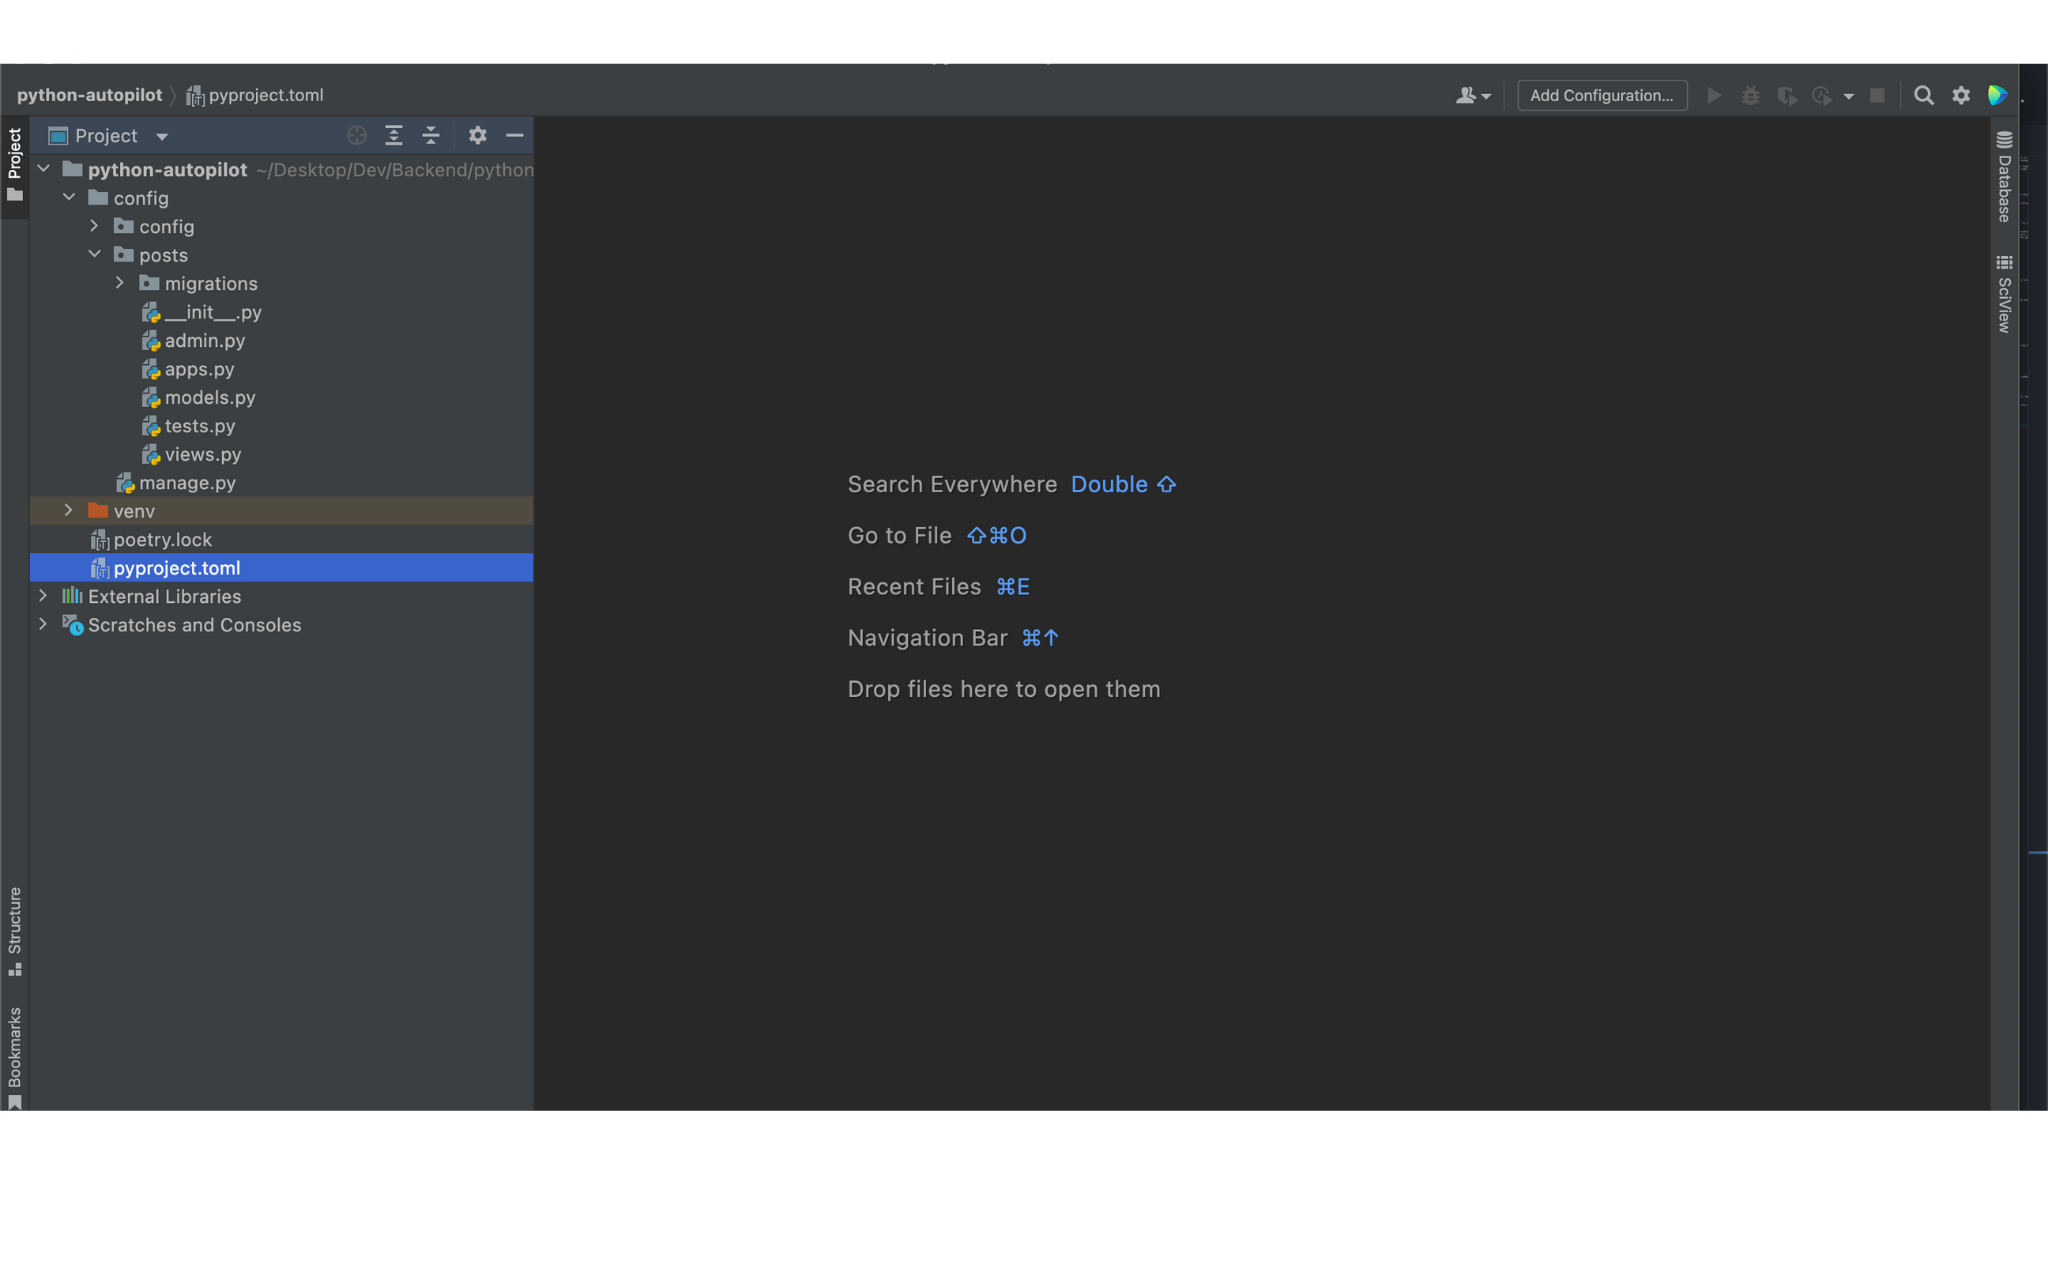 python-autopilot
pyproject.toml
Add Configuration...
Project
Project
python-autopilot ~/Desktop/Dev/Backend/python
config
config
posts
migrations
__init__.py
admin.py
apps.py
models.py
tests.py
views.py
manage.py
venv
poetry.lock
pyproject.toml
External Libraries
Scratches and Consoles
Search Everywhere Double ⇧
Go to File ⇧⌘O
Recent Files ⌘E
Navigation Bar ⌘↑
Drop files here to open them
Database
SciView
Structure
Bookmarks